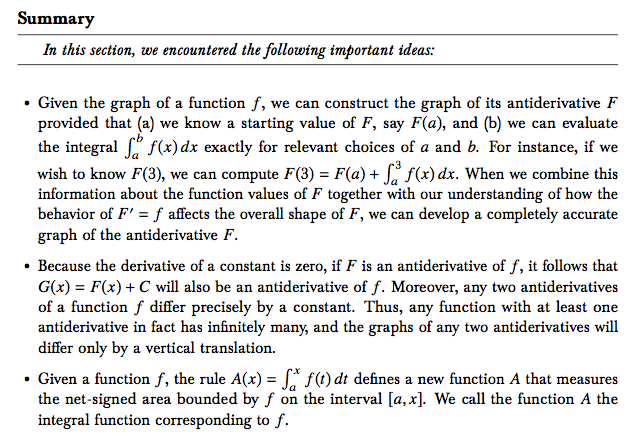 Summary
In this section, we encountered the following important ideas:
• Given the graph of a function f, we can construct the graph of its antiderivative F
provided that (a) we know a starting value of F, say F(a), and (b) we can evaluate
the integral ∫_a^b f(x) dx exactly for relevant choices of a and b. For instance, if we
wish to know F(3), we can compute F(3) = F(a) + ∫_a^3 f(x) dx. When we combine this
information about the function values of F together with our understanding of how the
behavior of F′ = f affects the overall shape of F, we can develop a completely accurate
graph of the antiderivative F.
• Because the derivative of a constant is zero, if F is an antiderivative of f, it follows that
G(x) = F(x) + C will also be an antiderivative of f. Moreover, any two antiderivatives
of a function f differ precisely by a constant. Thus, any function with at least one
antiderivative in fact has infinitely many, and the graphs of any two antiderivatives will
differ only by a vertical translation.
• Given a function f, the rule A(x) = ∫_a^x f(t) dt defines a new function A that measures
the net-signed area bounded by f on the interval [a, x]. We call the function A the
integral function corresponding to f.